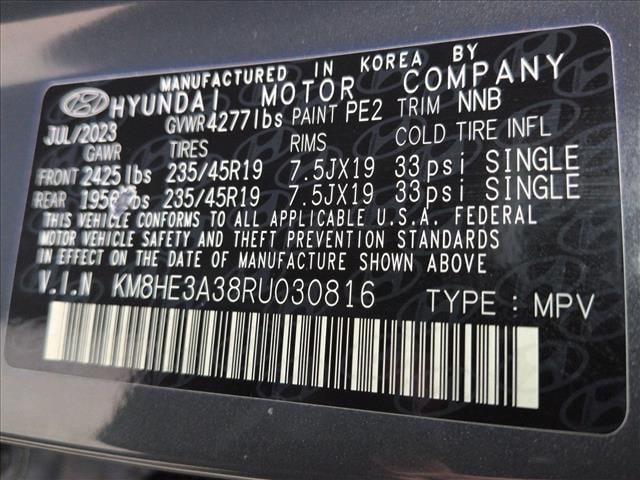 MANUFACTURED IN KOREA BY
HYUNDAI MOTOR COMPANY
JUL/2023 GVWR 4277lbs PAINT PE2 TRIM NNB
GAWR TIRES RIMS COLD TIRE INFL
FRONT 2425lbs 235/45R19 7.5JX19 33psi SINGLE
REAR 235/45R19 7.5JX19 33psi SINGLE
THIS VEHICLE CONFORMS TO ALL APPLICABLE U.S.A. FEDERAL
MOTOR VEHICLE SAFETY AND THEFT PREVENTION STANDARDS
IN EFFECT ON THE DATE OF MANUFACTURE SHOWN ABOVE.
V.I.N KM8HE3A38RU030816 TYPE : MPV